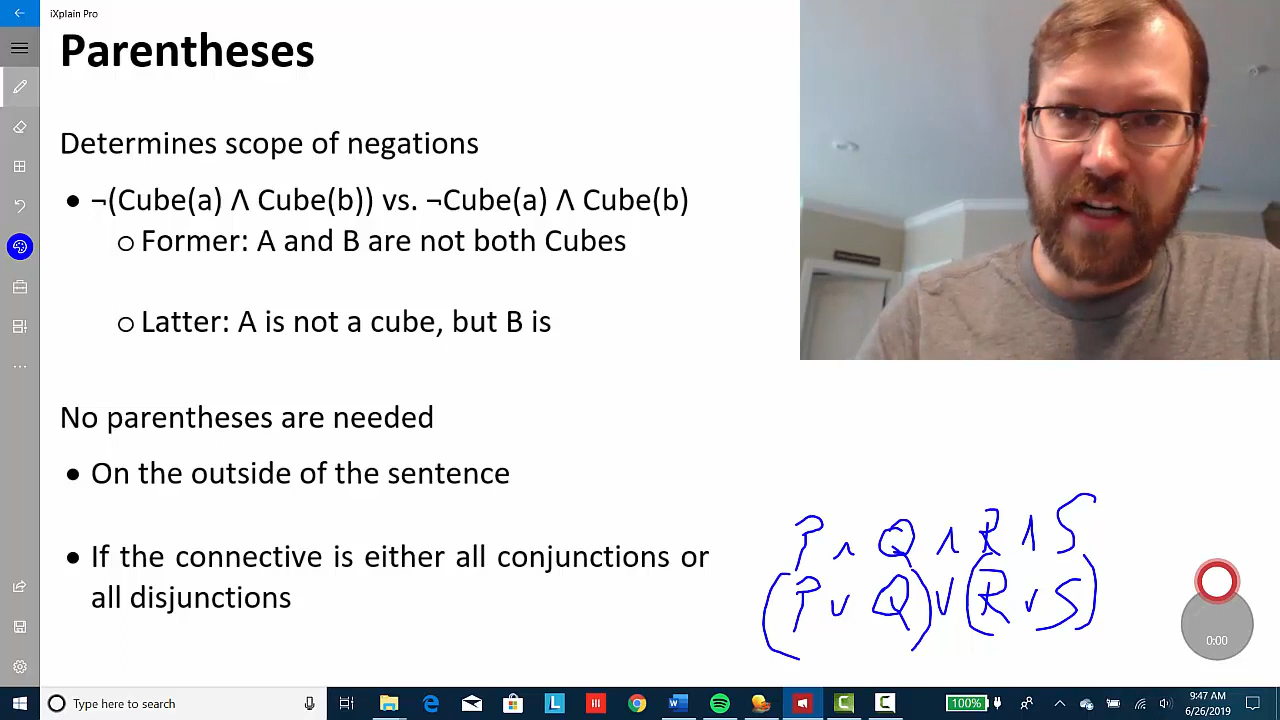 iXplain Pro
Parentheses
Determines scope of negations
• ¬(Cube(a) Λ Cube(b)) vs. ¬Cube(a) Λ Cube(b)
o Former: A and B are not both Cubes
o Latter: A is not a cube, but B is
No parentheses are needed
• On the outside of the sentence
• If the connective is either all conjunctions or
all disjunctions
P ∧ Q ∧ R ∧ S
(P ∨ Q) ∨ (R ∨ S)
0:00
Type here to search
L
100%
9:47 AM
6/26/2019